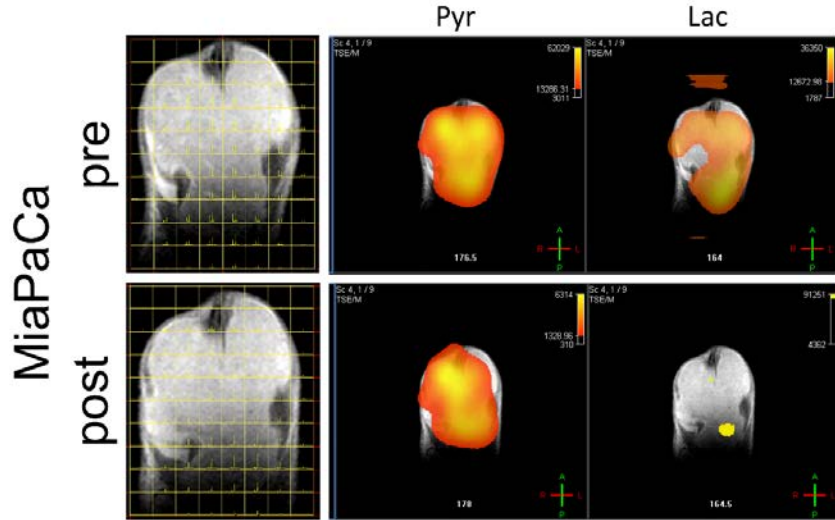 Pyr Lac
MiaPaCa
pre
Sc 4, 1 / 9
TSE/M
62029
13286.31
3011
A
R L
P
176.5
Sc 4, 1 / 9
TSE/M
36350
12672.98
1787
A
R L
P
164
post
Sc 4, 1 / 9
TSE/M
6314
1328.96
310
A
R L
P
178
Sc 4, 1 / 9
TSE/M
91251
4362
A
R L
P
164.5